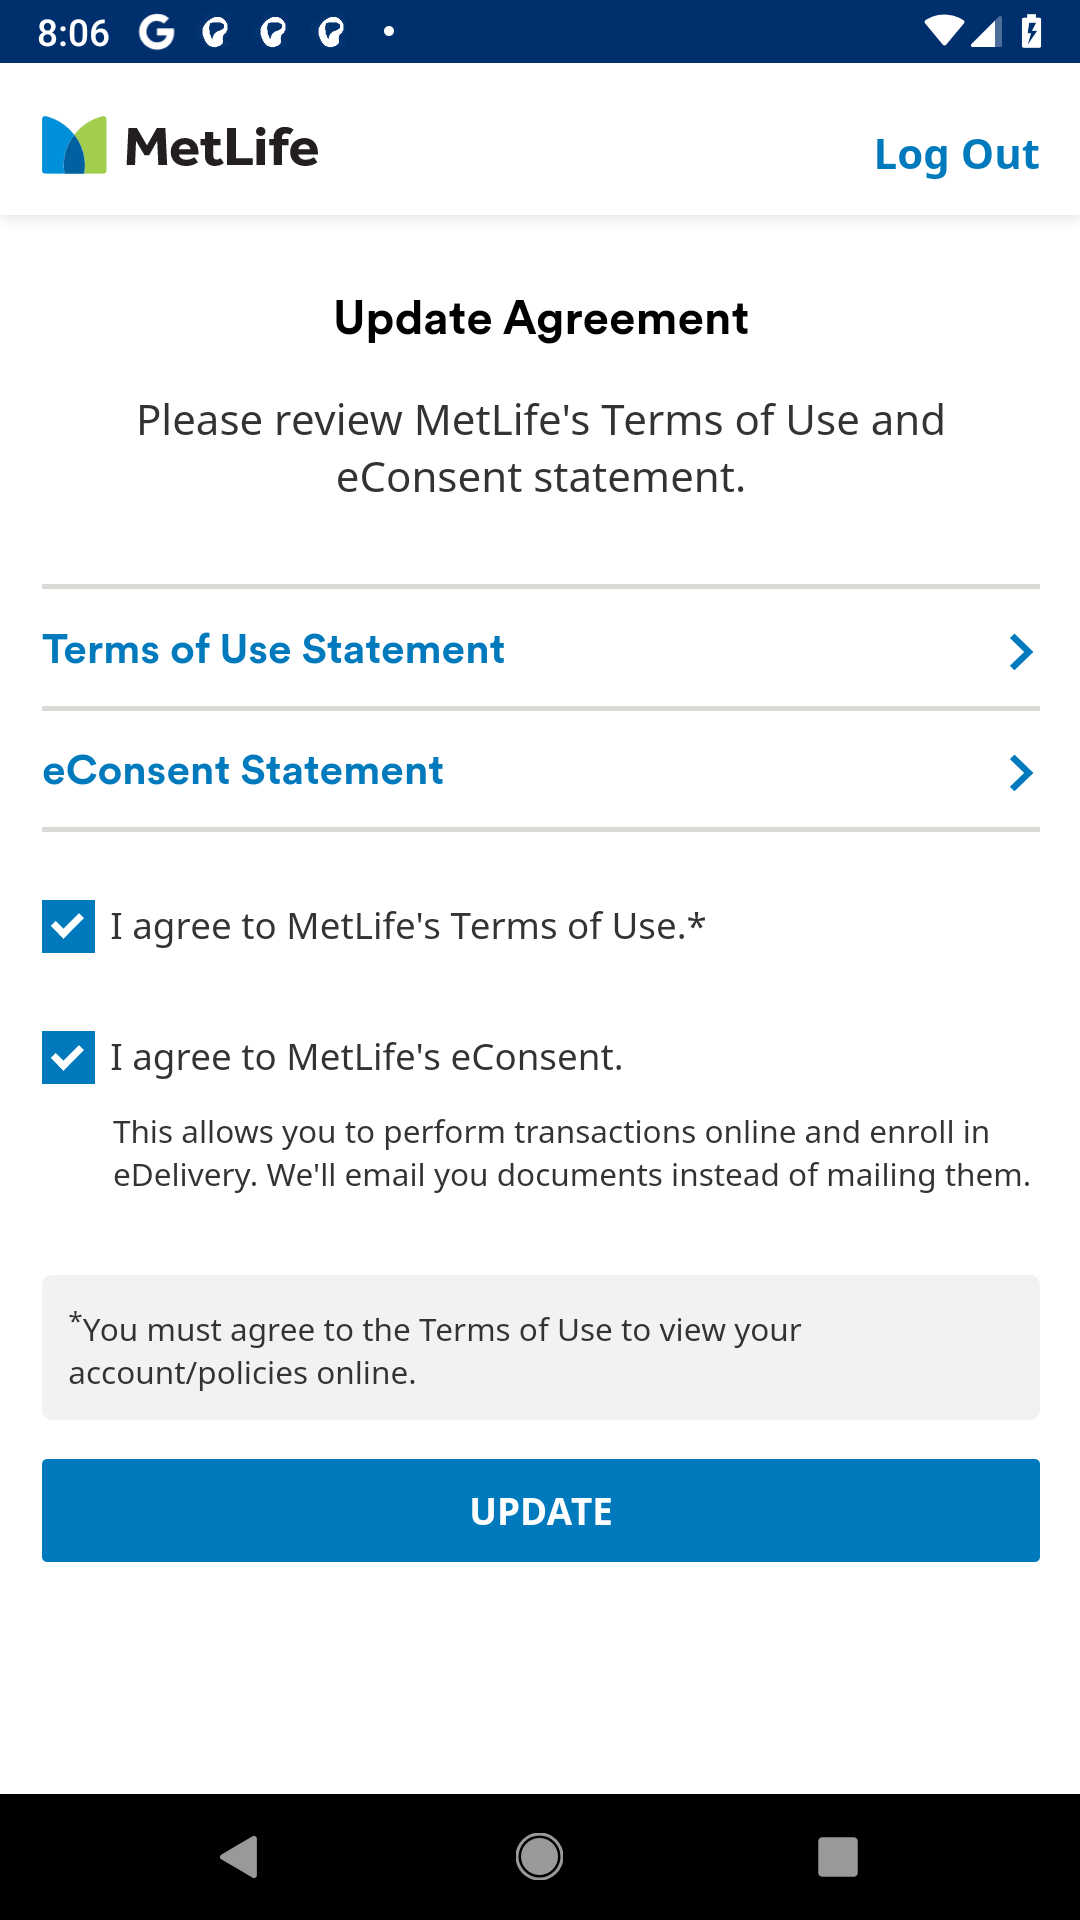 8:06
MetLife
Log Out
Update Agreement
Please review MetLife's Terms of Use and
eConsent statement.
Terms of Use Statement
eConsent Statement
I agree to MetLife's Terms of Use.*
I agree to MetLife's eConsent.
This allows you to perform transactions online and enroll in
eDelivery. We'll email you documents instead of mailing them.
*You must agree to the Terms of Use to view your
account/policies online.
UPDATE